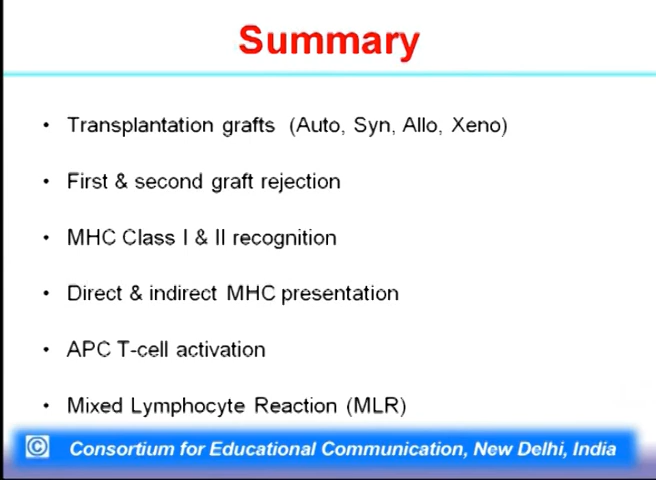 Summary
• Transplantation grafts (Auto, Syn, Allo, Xeno)
• First & second graft rejection
• MHC Class I & II recognition
• Direct & indirect MHC presentation
• APC T-cell activation
• Mixed Lymphocyte Reaction (MLR)
© Consortium for Educational Communication, New Delhi, India